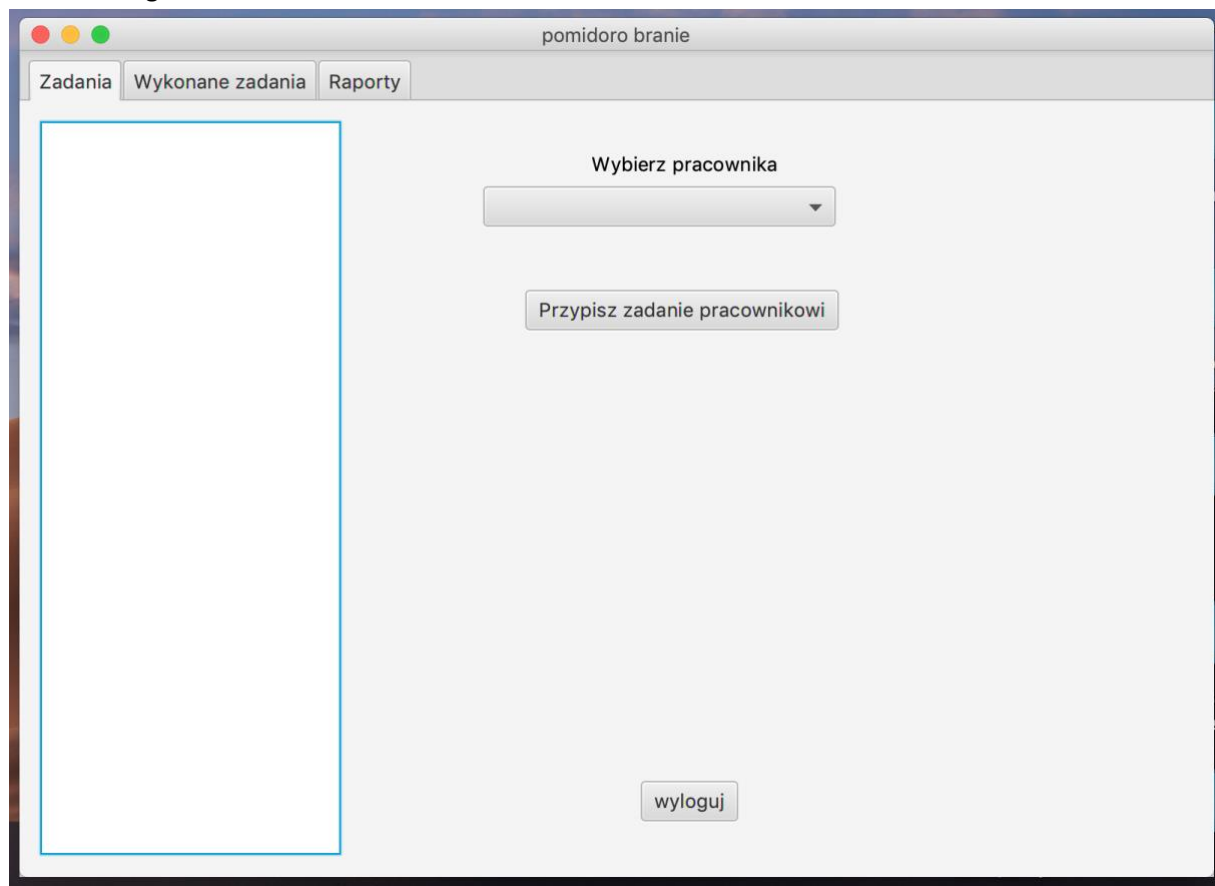 pomidoro branie
Zadania Wykonane zadania Raporty
Wybierz pracownika
Przypisz zadanie pracownikowi
wyloguj